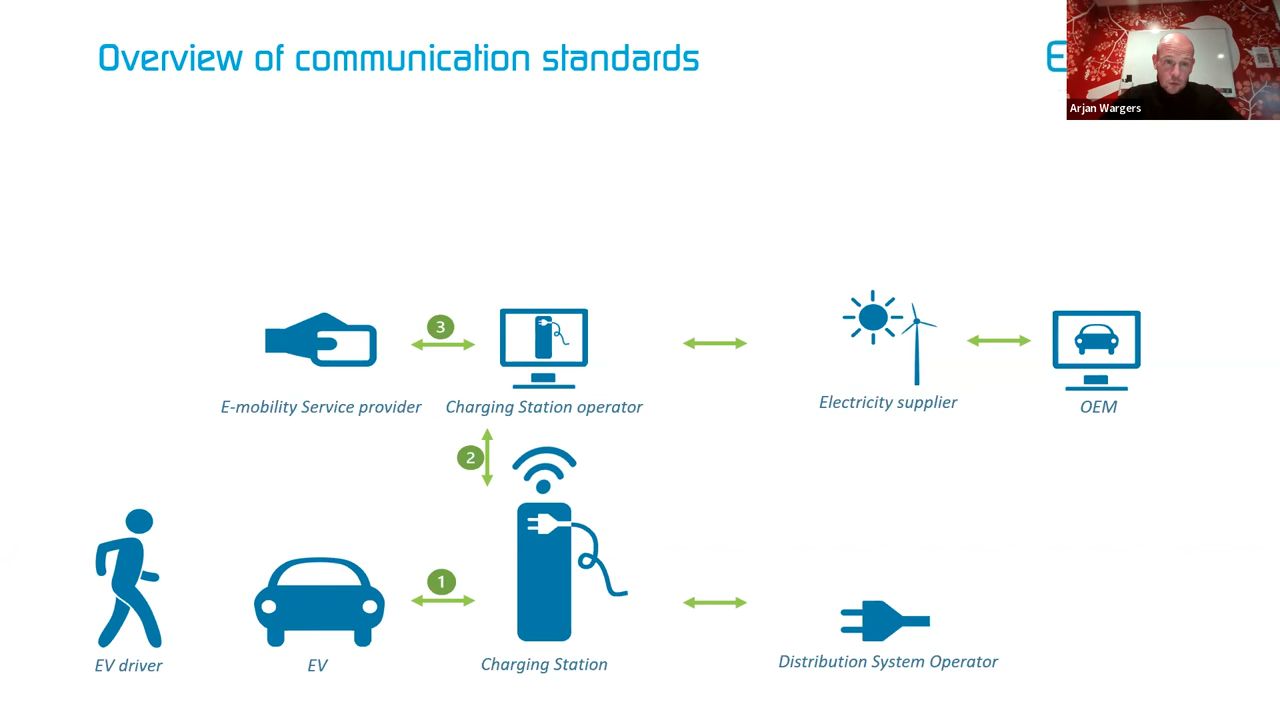 Overview of communication standards
E
Arjan Wargers
3
E-mobility Service provider
Charging Station operator
Electricity supplier
OEM
2
1
EV driver
EV
Charging Station
Distribution System Operator